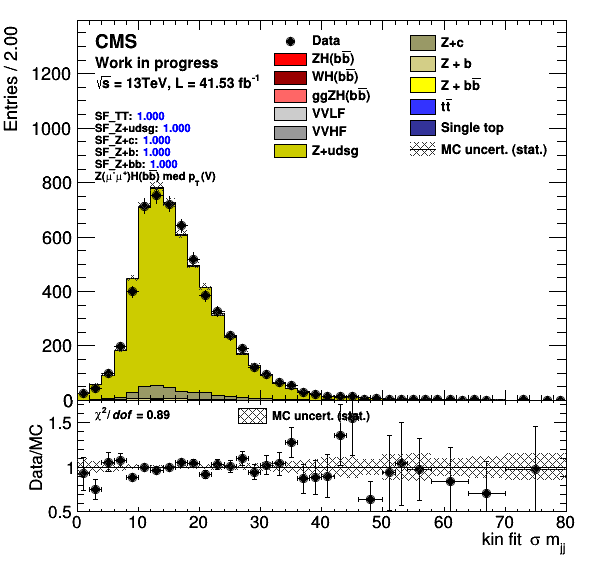 CMS
Work in progress
√s = 13TeV, L = 41.53 fb⁻¹
SF_TT: 1.000
SF_Z+udsg: 1.000
SF_Z+c: 1.000
SF_Z+b: 1.000
SF_Z+bb: 1.000
Z(μ⁻μ⁺)H(bb̅) med p_T(V)
Data
ZH(bb̅)
WH(bb̅)
ggZH(bb̅)
VVLF
VVHF
Z+udsg
Z+c
Z + b
Z + bb̅
tt̅
Single top
MC uncert. (stat.)
Entries / 2.00
1200
1000
800
600
400
200
0
χ²/dof = 0.89
MC uncert. (stat.)
Data/MC
1.5
1
0.5
0 10 20 30 40 50 60 70 80
kin fit σ m_jj